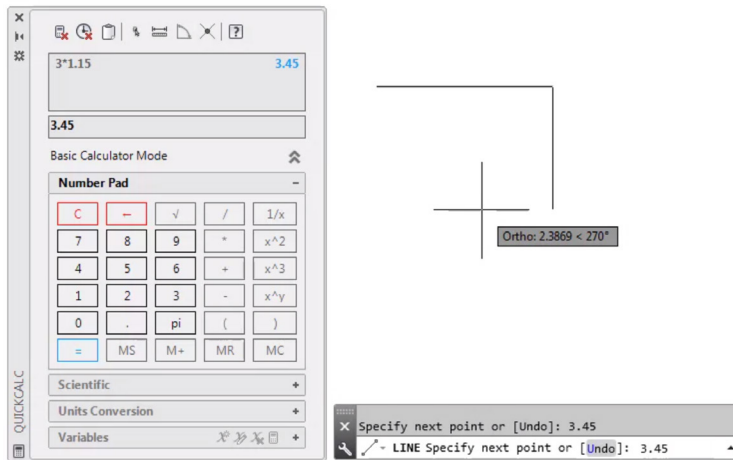 3*1.15 3.45
3.45
Basic Calculator Mode
Number Pad -
C ← √ / 1/x
7 8 9 * x^2
4 5 6 + x^3
1 2 3 - x^y
0 . pi ( )
= MS M+ MR MC
Scientific +
Units Conversion +
Variables +
QUICKCALC
Ortho: 2.3869 < 270°
Specify next point or [Undo]: 3.45
LINE Specify next point or [Undo]: 3.45